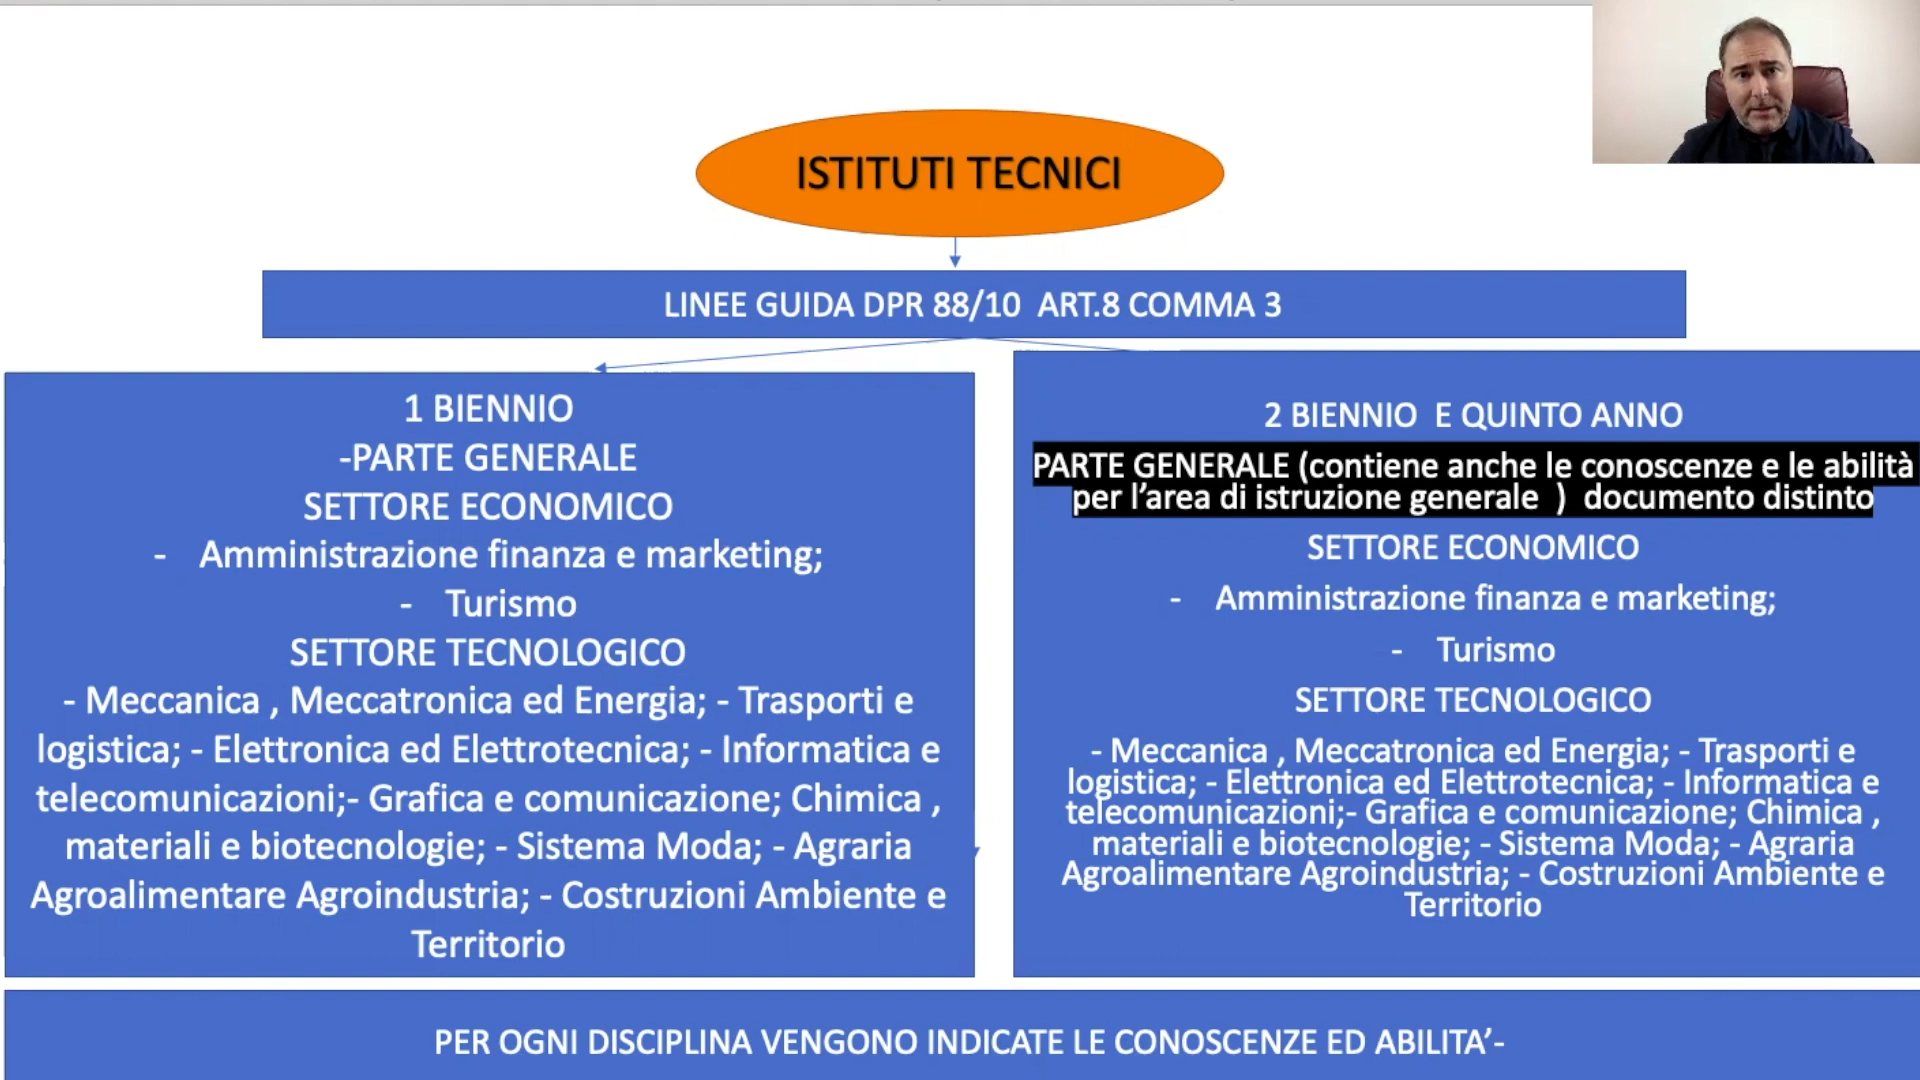 ISTITUTI TECNICI
LINEE GUIDA DPR 88/10 ART.8 COMMA 3
1 BIENNIO
-PARTE GENERALE
SETTORE ECONOMICO
- Amministrazione finanza e marketing;
- Turismo
SETTORE TECNOLOGICO
- Meccanica , Meccatronica ed Energia; - Trasporti e
logistica; - Elettronica ed Elettrotecnica; - Informatica e
telecomunicazioni;- Grafica e comunicazione; Chimica ,
materiali e biotecnologie; - Sistema Moda; - Agraria
Agroalimentare Agroindustria; - Costruzioni Ambiente e
Territorio
2 BIENNIO E QUINTO ANNO
PARTE GENERALE (contiene anche le conoscenze e le abilità
per l’area di istruzione generale ) documento distinto
SETTORE ECONOMICO
- Amministrazione finanza e marketing;
- Turismo
SETTORE TECNOLOGICO
- Meccanica , Meccatronica ed Energia; - Trasporti e
logistica; - Elettronica ed Elettrotecnica; - Informatica e
telecomunicazioni;- Grafica e comunicazione; Chimica ,
materiali e biotecnologie; - Sistema Moda; - Agraria
Agroalimentare Agroindustria; - Costruzioni Ambiente e
Territorio
PER OGNI DISCIPLINA VENGONO INDICATE LE CONOSCENZE ED ABILITA’-